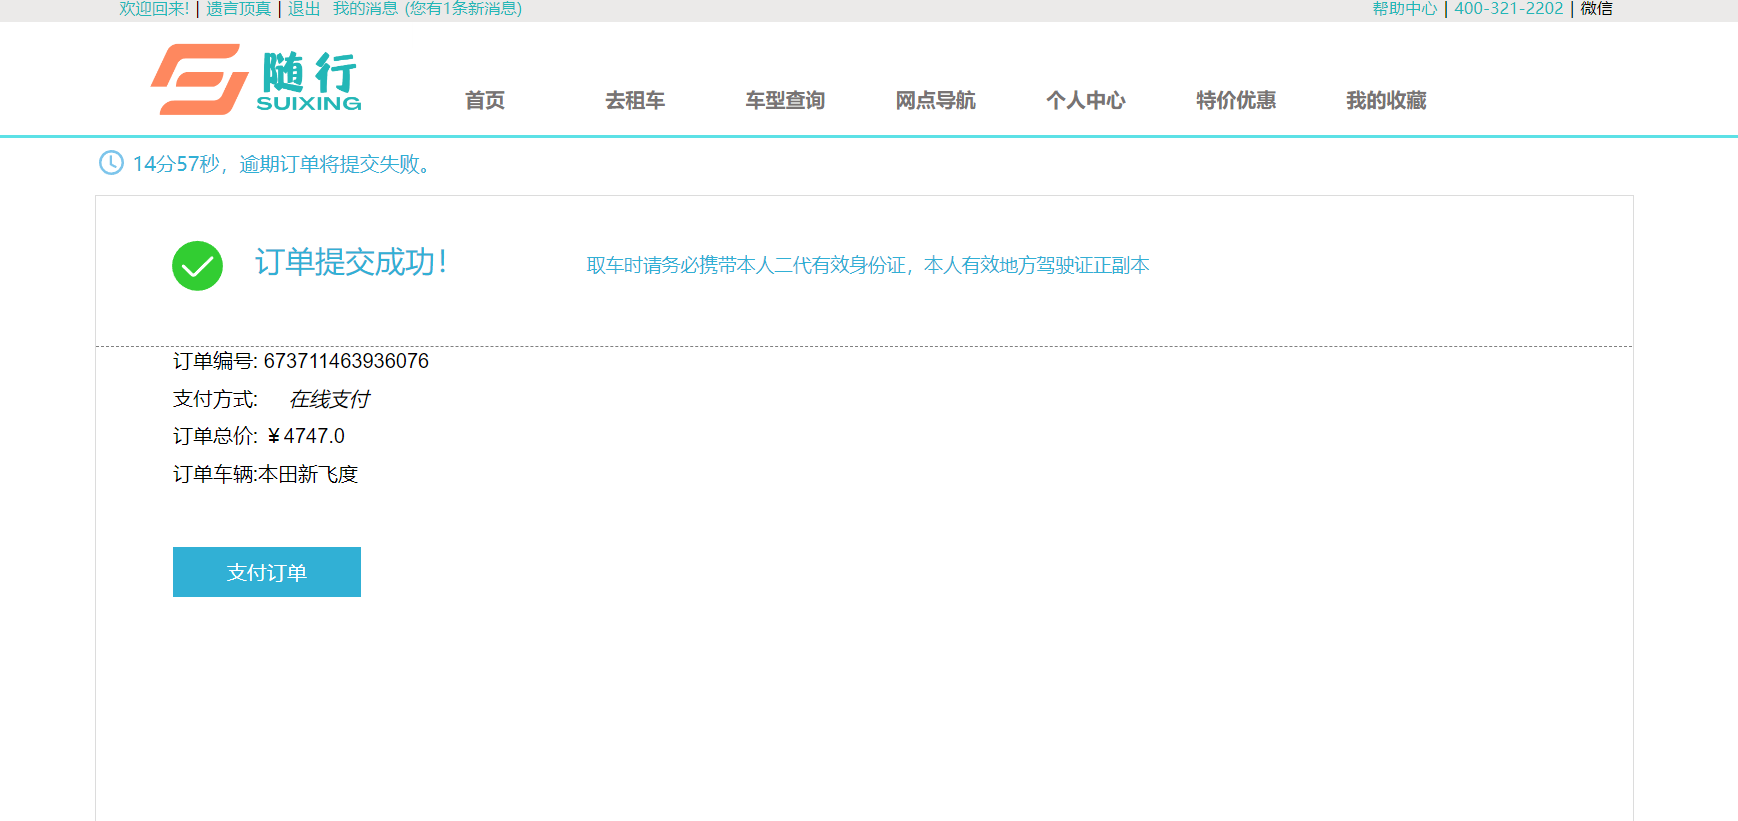 欢迎回来! | 遗言顶真 | 退出 我的消息 (您有1条新消息) 帮助中心 | 400-321-2202 | 微信
随行
SUIXING
首页 去租车 车型查询 网点导航 个人中心 特价优惠 我的收藏
14分57秒，逾期订单将提交失败。
订单提交成功！ 取车时请务必携带本人二代有效身份证，本人有效地方驾驶证正副本
订单编号: 673711463936076
支付方式: 在线支付
订单总价: ￥4747.0
订单车辆:本田新飞度
支付订单